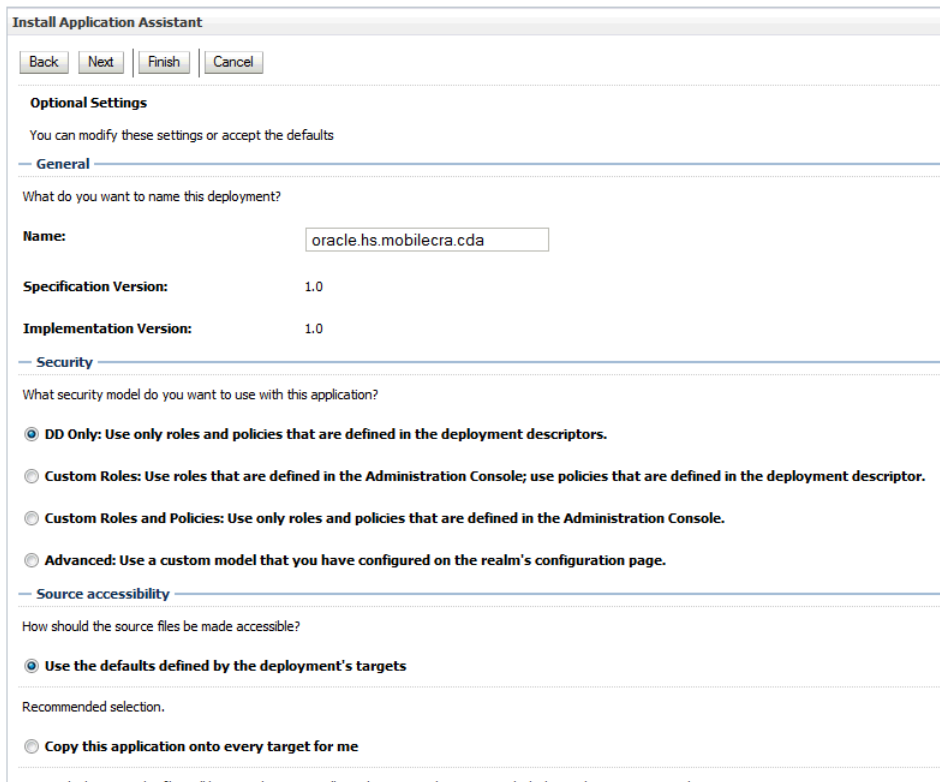 Install Application Assistant
Back Next Finish Cancel
Optional Settings
You can modify these settings or accept the defaults
General
What do you want to name this deployment?
Name: oracle.hs.mobilecra.cda
Specification Version: 1.0
Implementation Version: 1.0
Security
What security model do you want to use with this application?
DD Only: Use only roles and policies that are defined in the deployment descriptors.
Custom Roles: Use roles that are defined in the Administration Console; use policies that are defined in the deployment descriptor.
Custom Roles and Policies: Use only roles and policies that are defined in the Administration Console.
Advanced: Use a custom model that you have configured on the realm's configuration page.
Source accessibility
How should the source files be made accessible?
Use the defaults defined by the deployment's targets
Recommended selection.
Copy this application onto every target for me